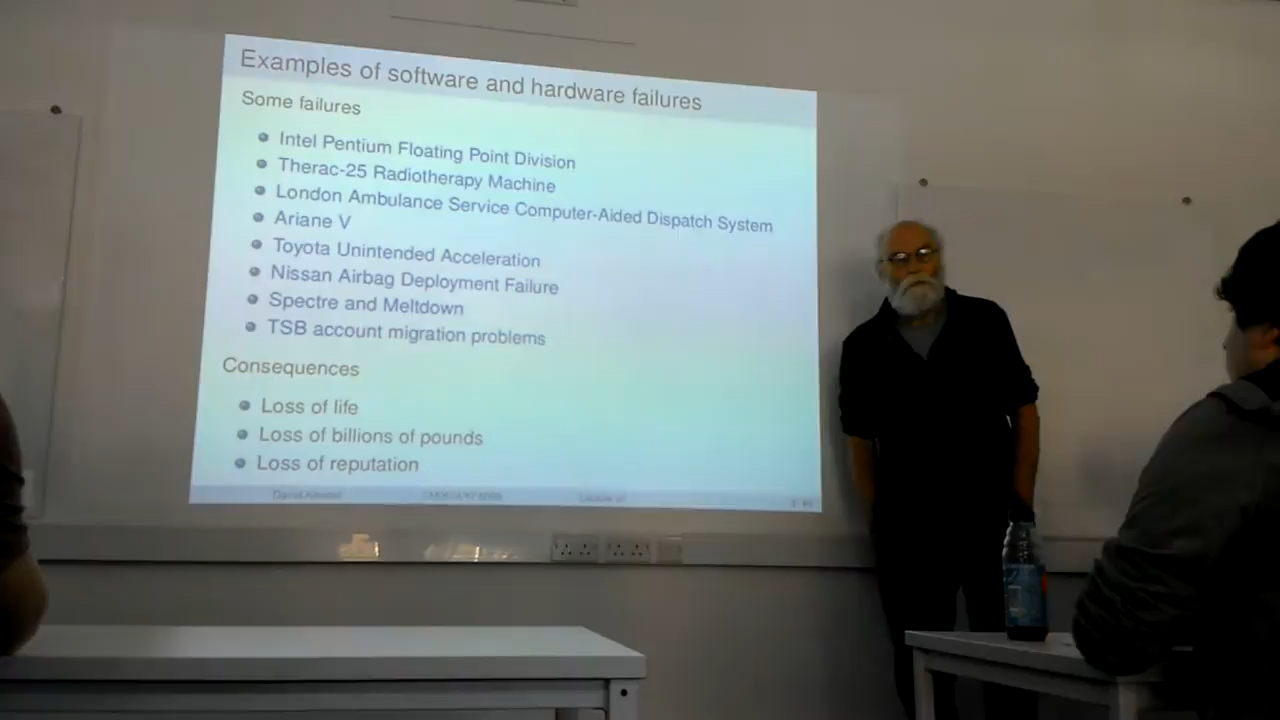 Examples of software and hardware failures
Some failures
Intel Pentium Floating Point Division
Therac-25 Radiotherapy Machine
London Ambulance Service Computer-Aided Dispatch System
Ariane V
Toyota Unintended Acceleration
Nissan Airbag Deployment Failure
Spectre and Meltdown
TSB account migration problems
Consequences
Loss of life
Loss of billions of pounds
Loss of reputation